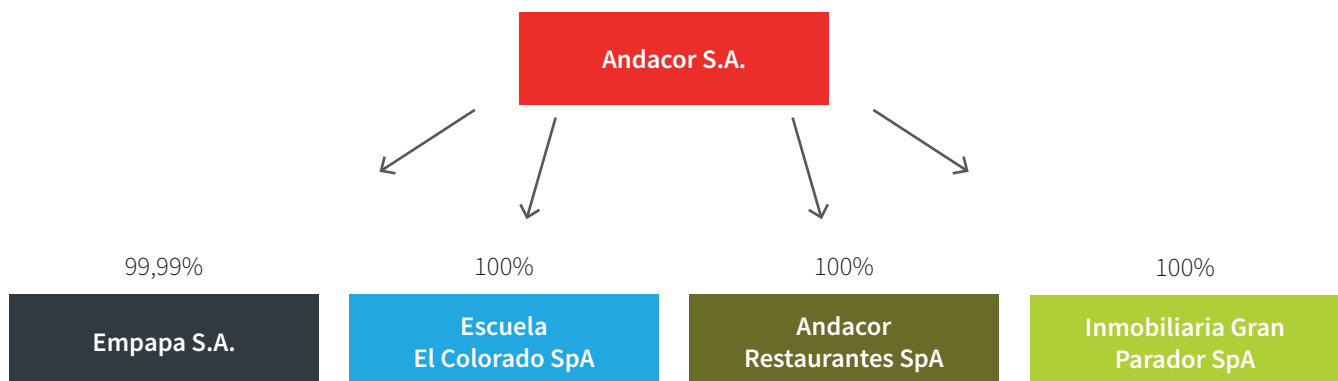 Andacor S.A.
99,99%
100%
100%
100%
Empapa S.A.
Escuela
El Colorado SpA
Andacor
Restaurantes SpA
Inmobiliaria Gran
Parador SpA